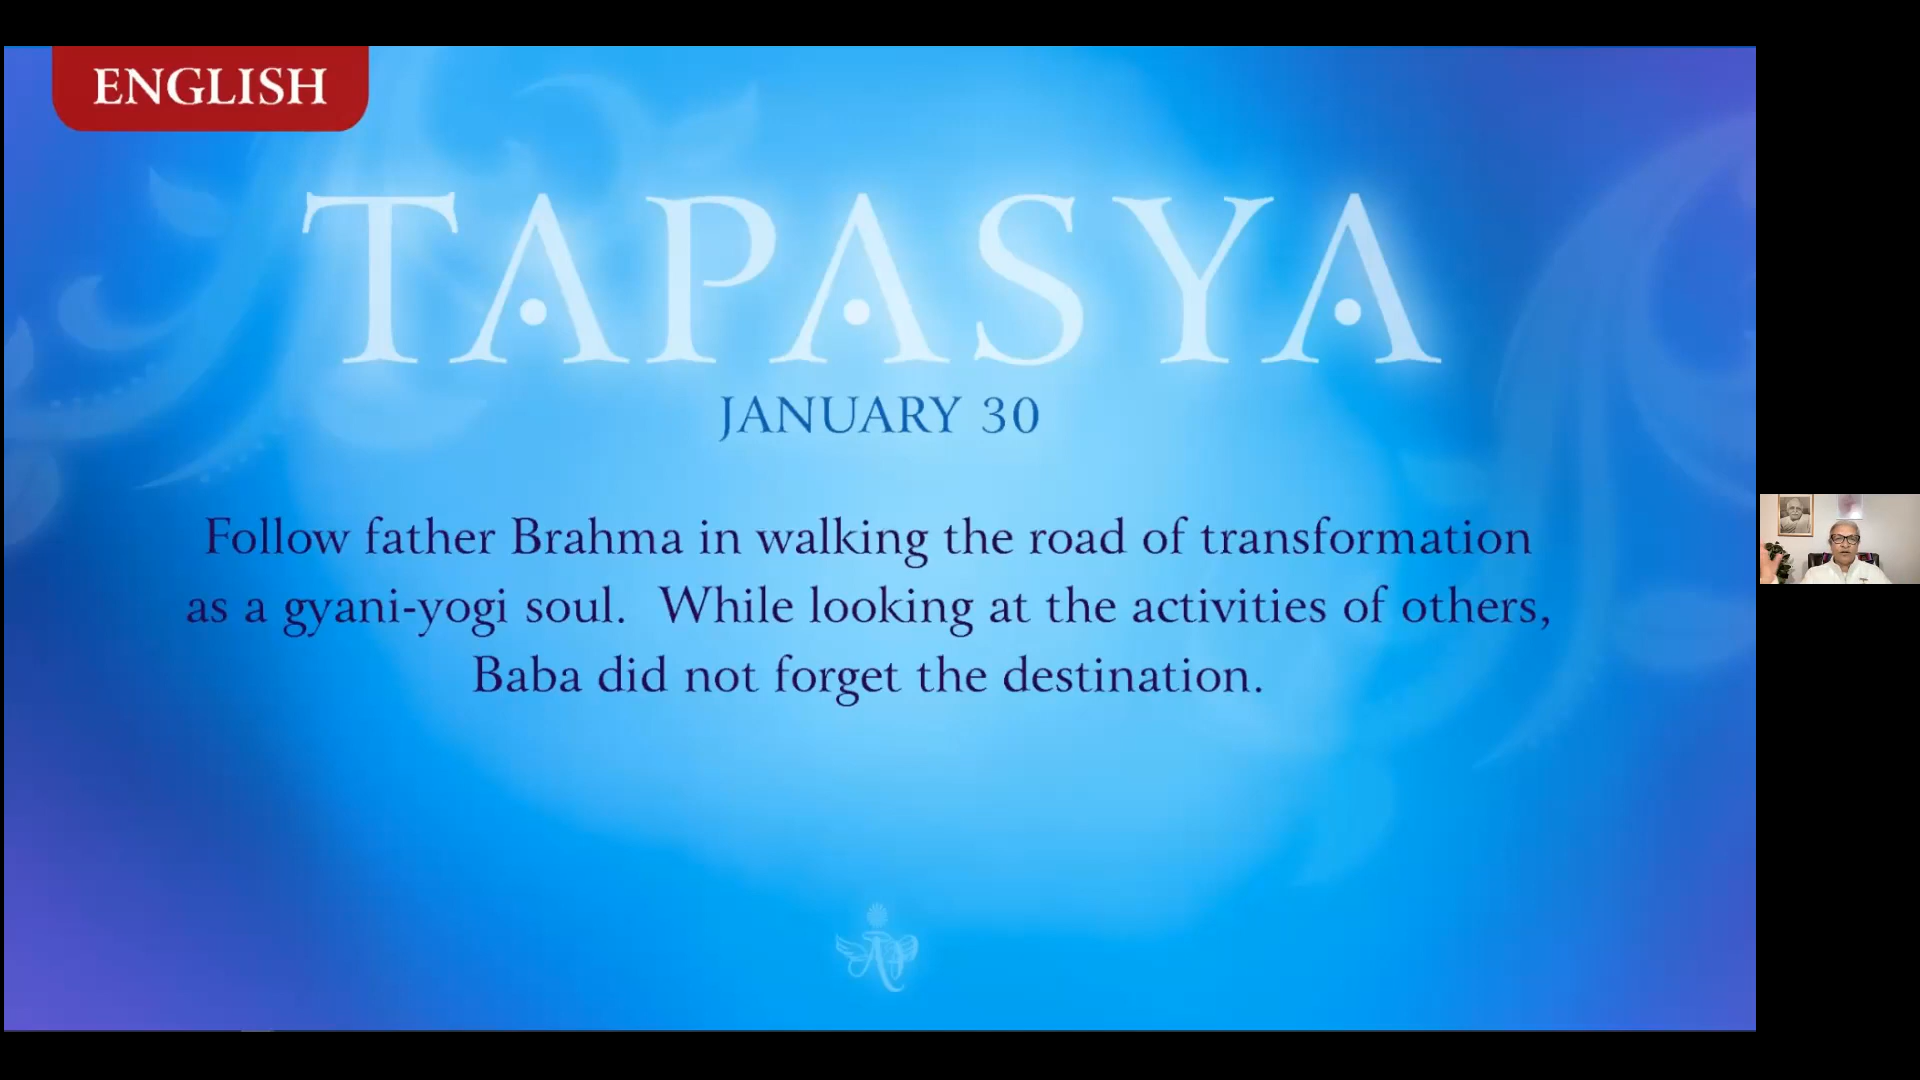 ENGLISH
TAPASYA
JANUARY 30
Follow father Brahma in walking the road of transformation
as a gyani-yogi soul.  While looking at the activities of others,
Baba did not forget the destination.